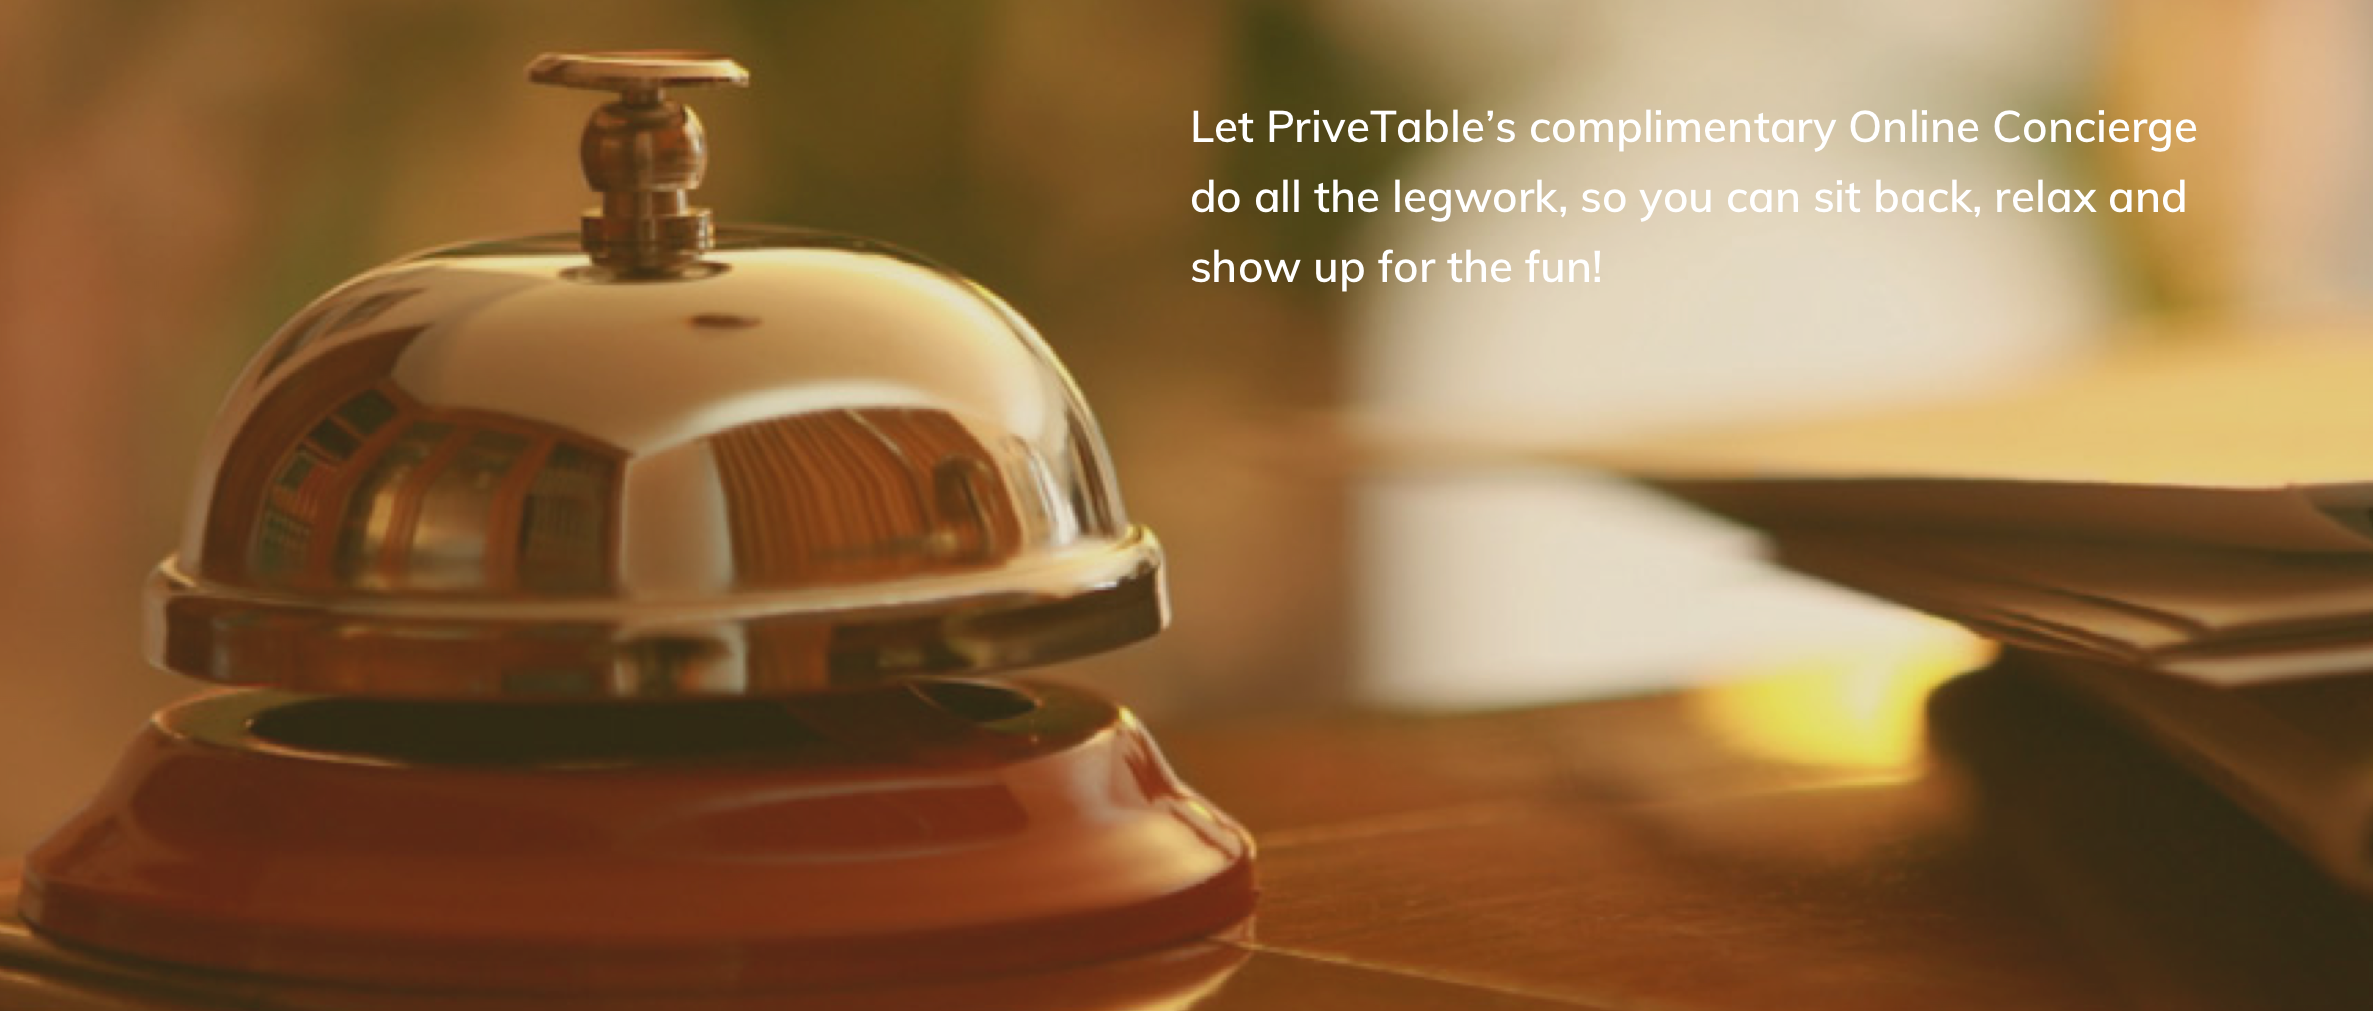 Let PriveTable’s complimentary Online Concierge
do all the legwork, so you can sit back, relax and
show up for the fun!